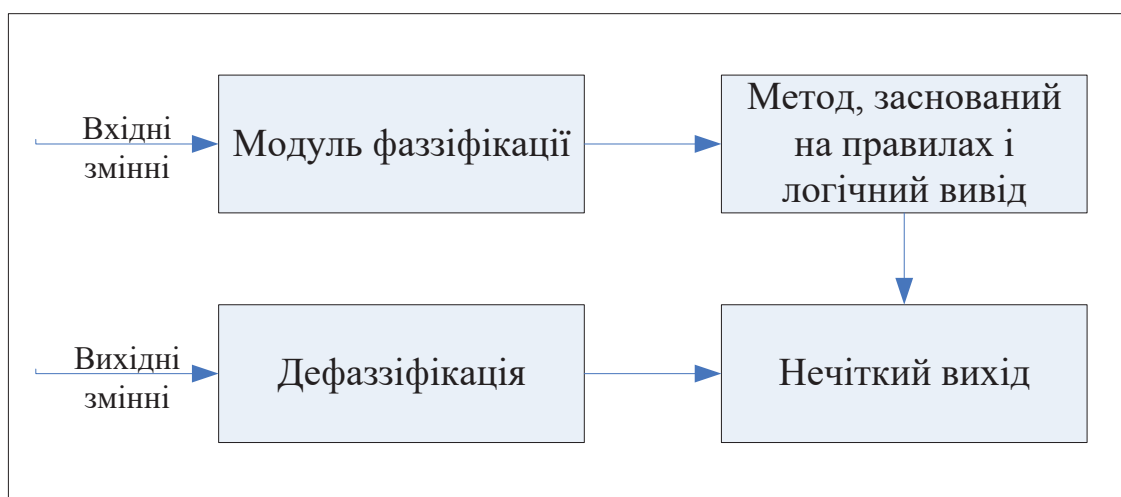 Вхідні
змінні
Модуль фаззіфікації
Метод, заснований
на правилах і
логічний вивід
Вихідні
змінні
Дефаззіфікація
Нечіткий вихід